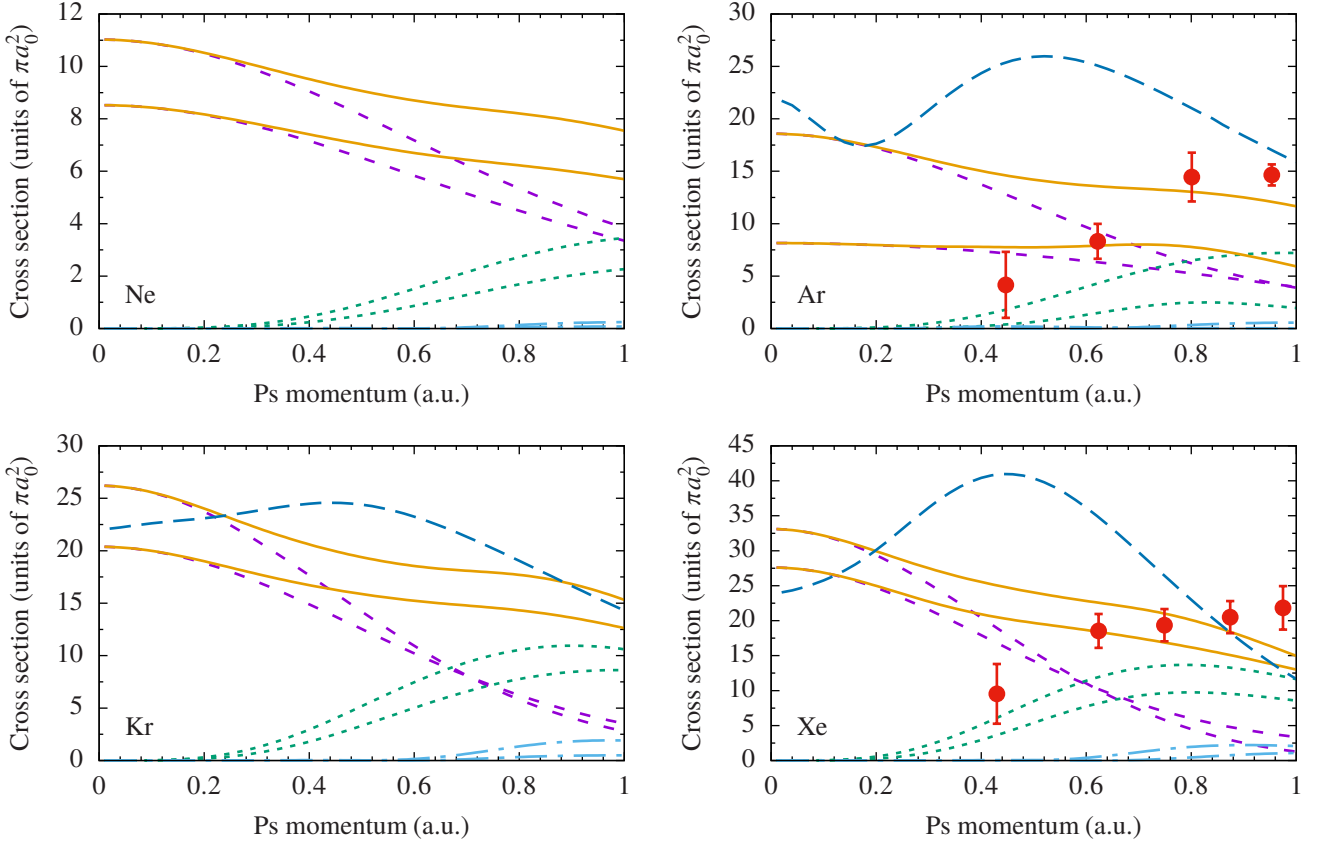 Cross section (units of πa₀²)
12
10
8
6
4
2
0
Ne
0 0.2 0.4 0.6 0.8 1
Ps momentum (a.u.)
Cross section (units of πa₀²)
30
25
20
15
10
5
0
Ar
0 0.2 0.4 0.6 0.8 1
Ps momentum (a.u.)
Cross section (units of πa₀²)
30
25
20
15
10
5
0
Kr
0 0.2 0.4 0.6 0.8 1
Ps momentum (a.u.)
Cross section (units of πa₀²)
45
40
35
30
25
20
15
10
5
0
Xe
0 0.2 0.4 0.6 0.8 1
Ps momentum (a.u.)